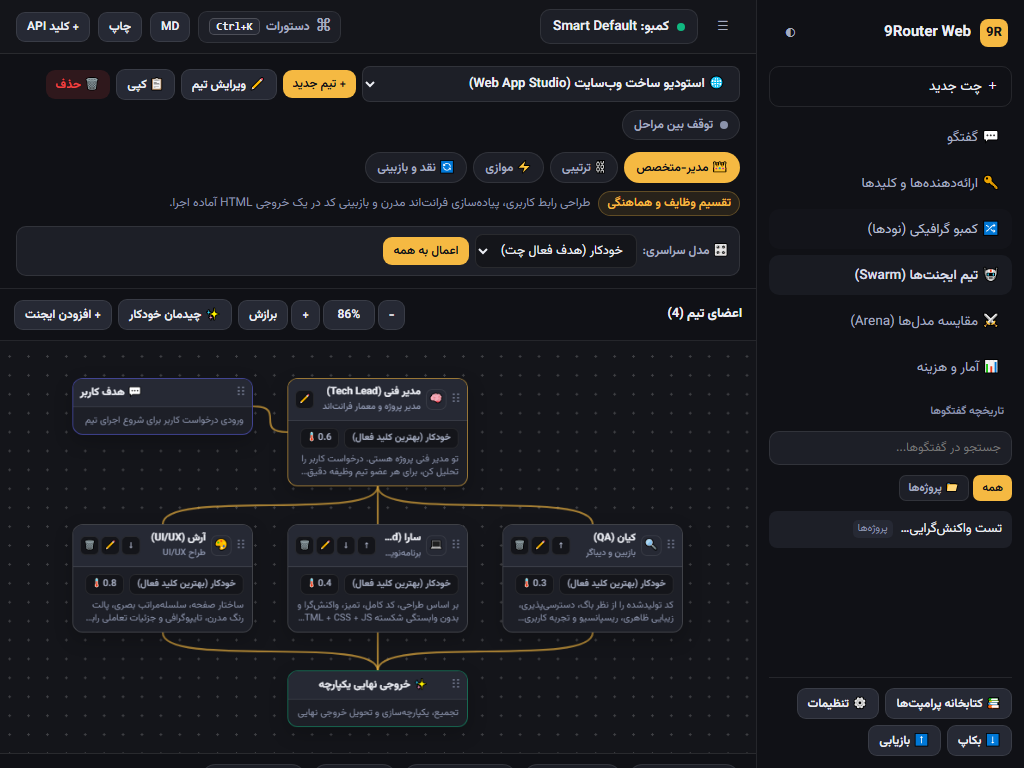 9R 9Router Web
+ چت جدید
گفتگو
ارائه‌دهنده‌ها و کلیدها
کمبو گرافیکی (نودها)
تیم ایجنت‌ها (Swarm)
مقایسه مدل‌ها (Arena)
آمار و هزینه
تاریخچه گفتگوها
جستجو در گفتگوها...
همه
پروژه‌ها
تست واکنش‌گرایی... پروژه‌ها
کتابخانه پرامپت‌ها
تنظیمات
بکاپ
بازیابی
کمبو: Smart Default
دستورات Ctrl+K
MD
چاپ
+ کلید API
استودیو ساخت وب‌سایت (Web App Studio)
+ تیم جدید
ویرایش تیم
کپی
حذف
توقف بین مراحل
مدیر-متخصص
ترتیبی
موازی
نقد و بازبینی
تقسیم وظایف و هماهنگی
طراحی رابط کاربری، پیاده‌سازی فرانت‌اند مدرن و بازبینی کد در یک خروجی HTML آماده اجرا.
مدل سراسری:
خودکار (هدف فعال چت)
اعمال به همه
اعضای تیم (4)
-
86%
+
برازش
چیدمان خودکار
+ افزودن ایجنت
هدف کاربر
ورودی درخواست کاربر برای شروع اجرای تیم
مدیر فنی (Tech Lead)
مدیر پروژه و معمار فرانت‌اند
خودکار (بهترین کلید فعال)
0.6
تو مدیر فنی پروژه هستی. درخواست کاربر را
تحلیل کن، برای هر عضو تیم وظیفه دقیق...
کیان (QA)
بازبین و دیباگر
خودکار (بهترین کلید فعال)
0.3
کد تولیدشده را از نظر باگ، دسترسی‌پذیری،
زیبایی ظاهری، ریسپانسیو و تجربه کاربری...
سارا (d...
برنامه‌نویـ...
خودکار (بهترین کلید فعال)
0.4
بر اساس طراحی، کد کامل، تمیز، واکنش‌گرا و
بدون وابستگی شکسته TML + CSS + JS...
آرش (UI/UX)
طراح UI/UX
خودکار (بهترین کلید فعال)
0.8
ساختار صفحه، سلسله‌مراتب بصری، پالت
رنگ مدرن، تایپوگرافی و جزئیات تعاملی رابـ...
خروجی نهایی یکپارچه
تجمیع، یکپارچه‌سازی و تحویل خروجی نهایی